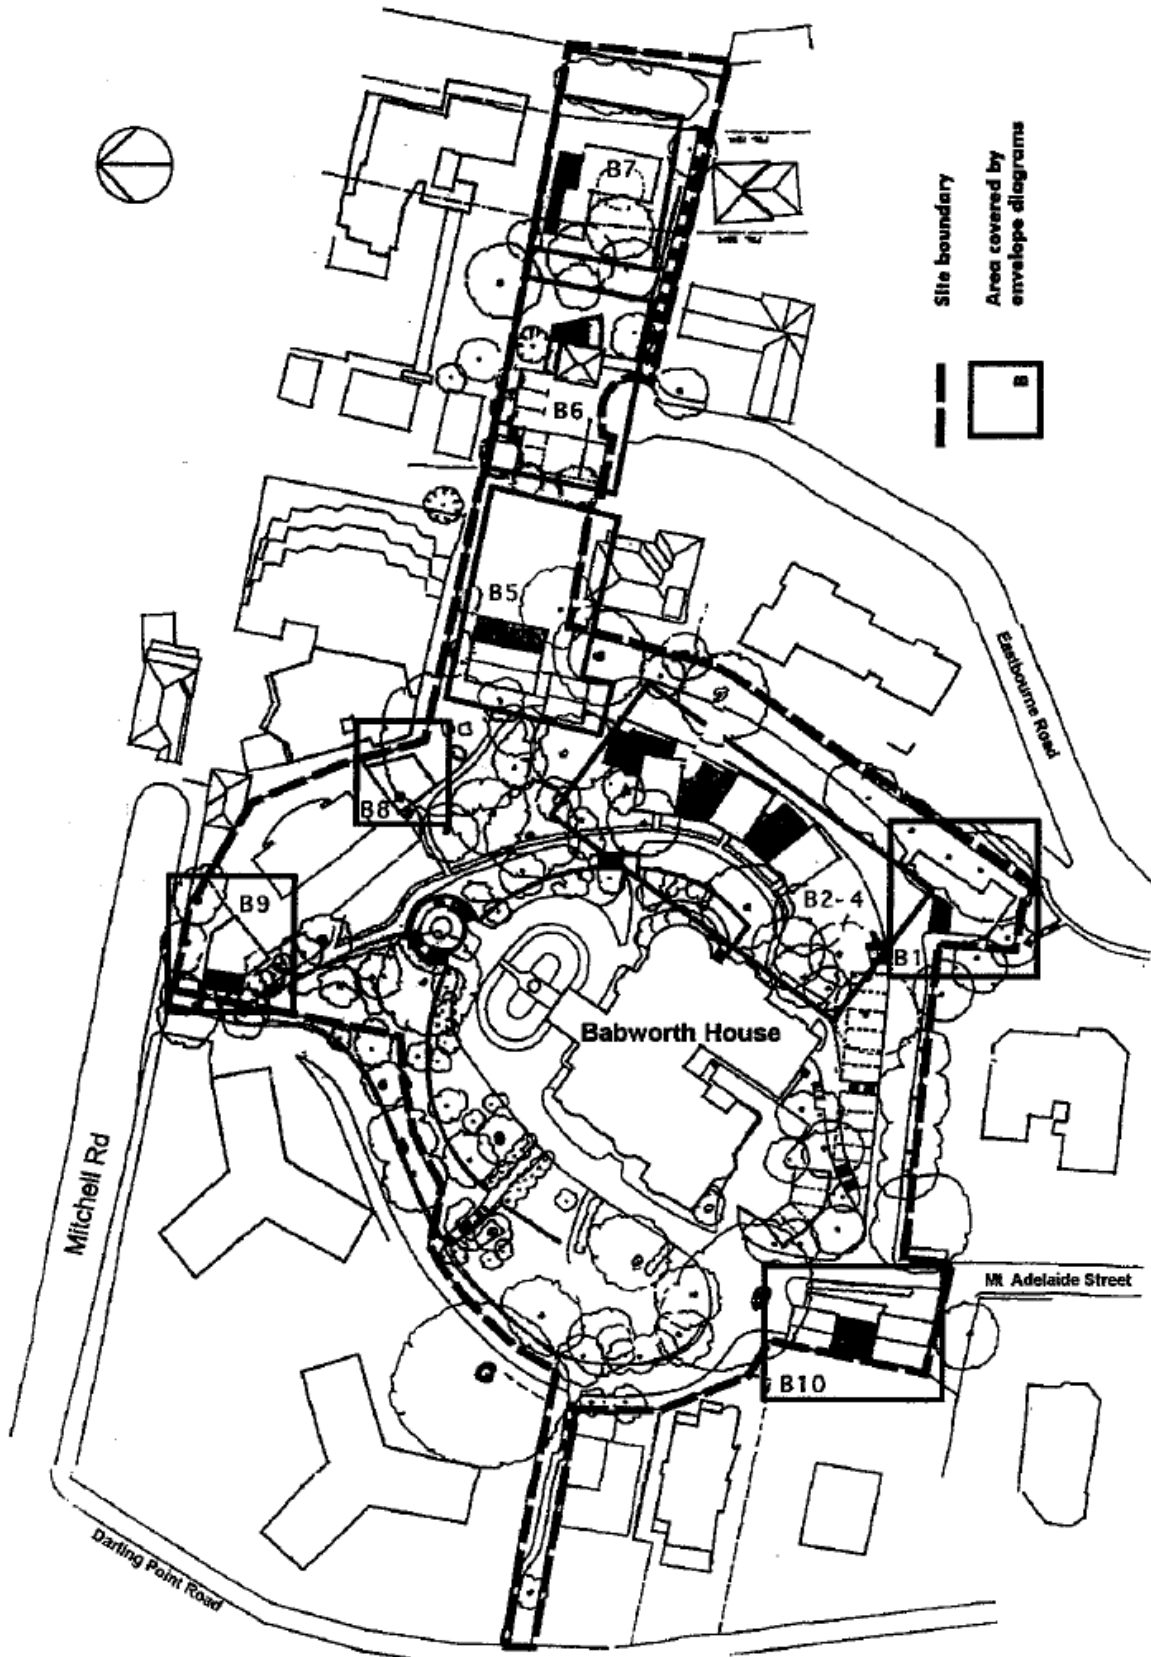 B7
Site boundary
Area covered by
envelope diagrams
B
B6
B5
Eastbourne Road
B8
B9
B2-4
B1
Babworth House
Mitchell Rd
Mt Adelaide Street
B10
Darling Point Road